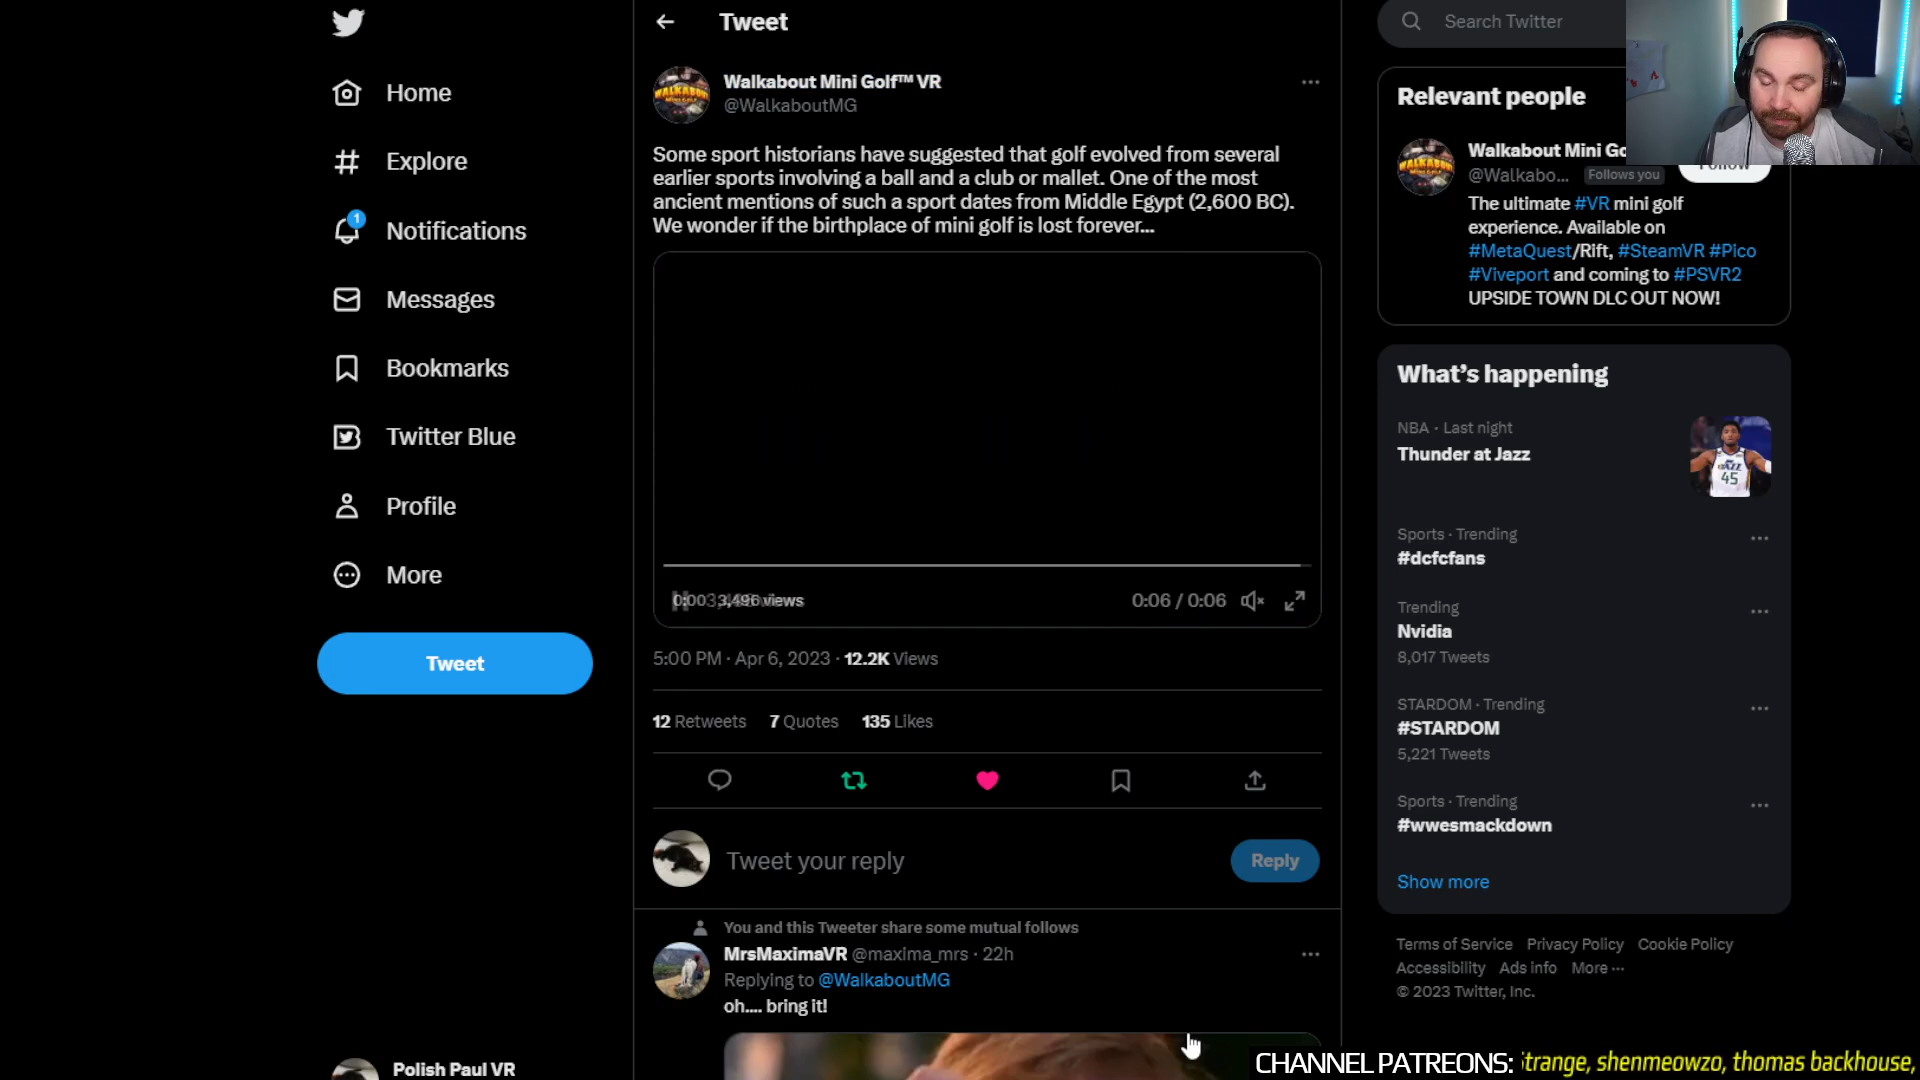 Home
Explore
1
Notifications
Messages
Bookmarks
Twitter Blue
Profile
More
Tweet
Polish Paul VR
Tweet
Walkabout Mini Golf™ VR
@WalkaboutMG
Some sport historians have suggested that golf evolved from several
earlier sports involving a ball and a club or mallet. One of the most
ancient mentions of such a sport dates from Middle Egypt (2,600 BC).
We wonder if the birthplace of mini golf is lost forever...
0:00 3,496 views
0:06 / 0:06
5:00 PM · Apr 6, 2023 · 12.2K Views
12 Retweets 7 Quotes 135 Likes
Tweet your reply
Reply
You and this Tweeter share some mutual follows
MrsMaximaVR @maxima_mrs · 22h
Replying to @WalkaboutMG
oh.... bring it!
Search Twitter
Relevant people
Walkabout Mini Go
@Walkabo... Follows you
Follow
The ultimate #VR mini golf
experience. Available on
#MetaQuest/Rift, #SteamVR #Pico
#Viveport and coming to #PSVR2
UPSIDE TOWN DLC OUT NOW!
What's happening
NBA · Last night
Thunder at Jazz
JAZZ
45
Sports · Trending
#dcfcfans
Trending
Nvidia
8,017 Tweets
STARDOM · Trending
#STARDOM
5,221 Tweets
Sports · Trending
#wwesmackdown
Show more
Terms of Service Privacy Policy Cookie Policy
Accessibility Ads info More ...
© 2023 Twitter, Inc.
CHANNEL PATREONS: Strange, shenmeowzo, thomas backhouse,